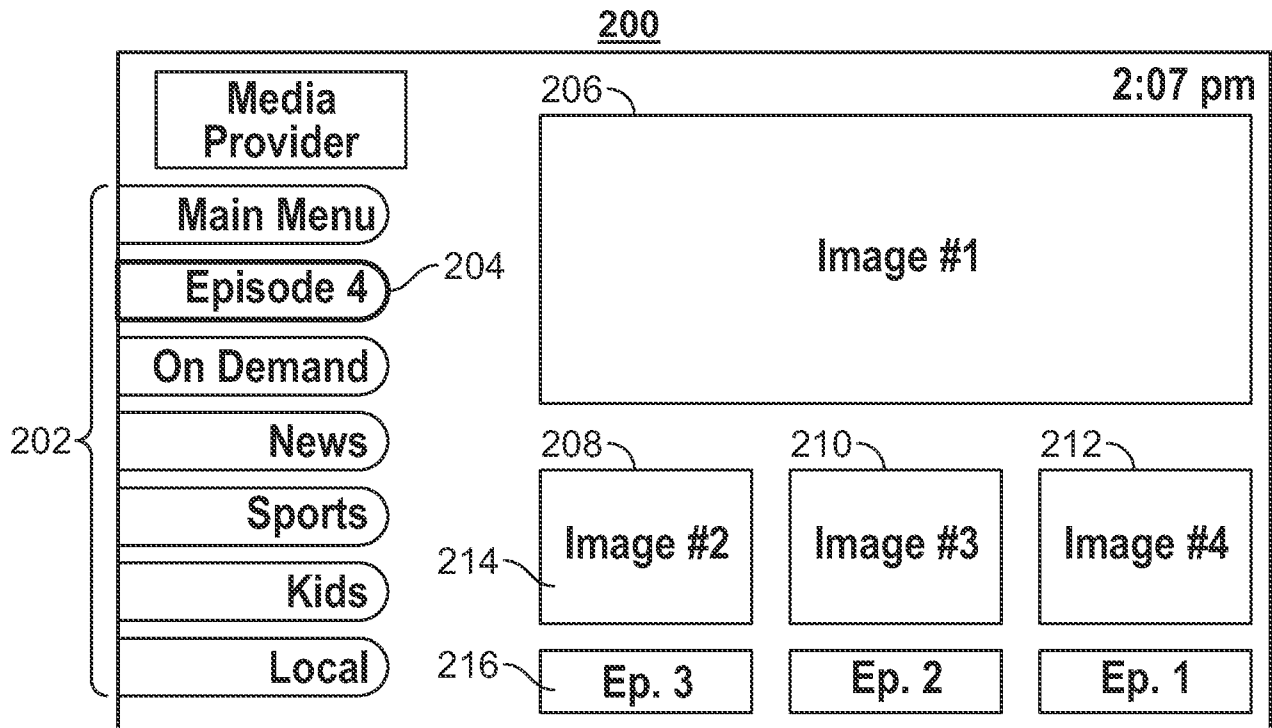 200
Media
Provider
2:07 pm
206
Main Menu
Image #1
Episode 4
204
On Demand
202
News
208
210
212
Sports
Image #2
Image #3
Image #4
214
Kids
Local
216
Ep. 3
Ep. 2
Ep. 1